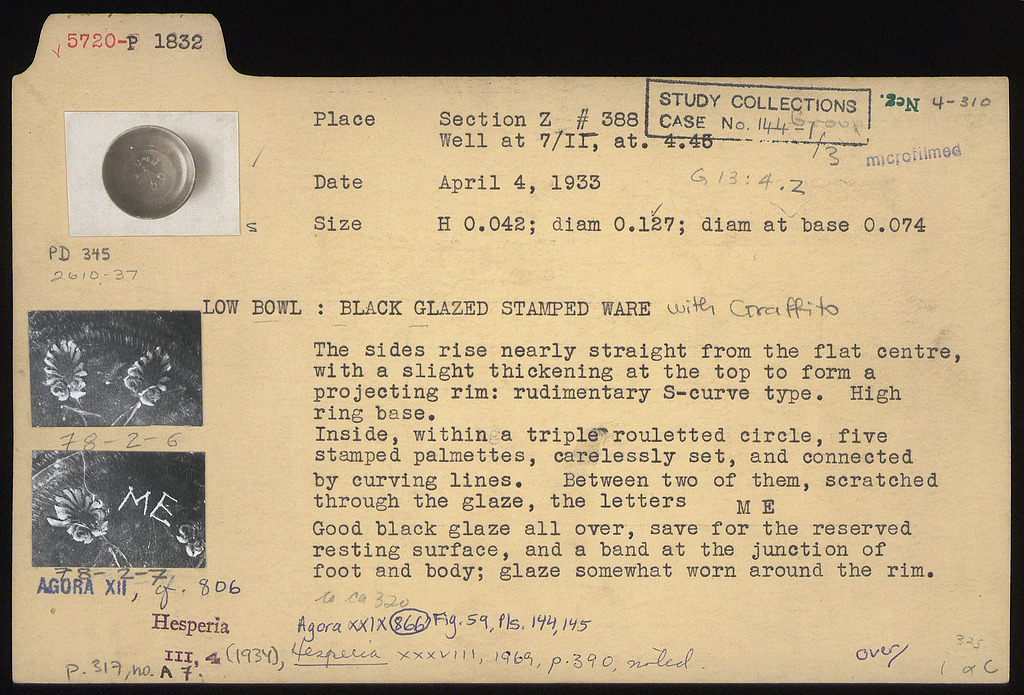 5720-P 1832
STUDY COLLECTIONS
CASE No. 144-1/3
Group
Neg. 4-310
microfilmed
Place Section Z # 388
Well at 7/II, at. 4.45
Date April 4, 1933
G 13:4.2
Size H 0.042; diam 0.127; diam at base 0.074
S
PD 345
2610-37
LOW BOWL : BLACK GLAZED STAMPED WARE with Graffito
The sides rise nearly straight from the flat centre,
with a slight thickening at the top to form a
projecting rim: rudimentary S-curve type. High
ring base.
Inside, within a triple rouletted circle, five
stamped palmettes, carelessly set, and connected
by curving lines. Between two of them, scratched
through the glaze, the letters M E
Good black glaze all over, save for the reserved
resting surface, and a band at the junction of
foot and body; glaze somewhat worn around the rim.
78-2-6
ME
78-2-7
AGORA XII, cf. 806
ca 320
Agora XXIX 866 Fig. 59, Pls. 144, 145
Hesperia
III, 4 (1934), Hesperia XXXVIII, 1969, p. 390, noted.
p. 317, no. A 7.
over
325